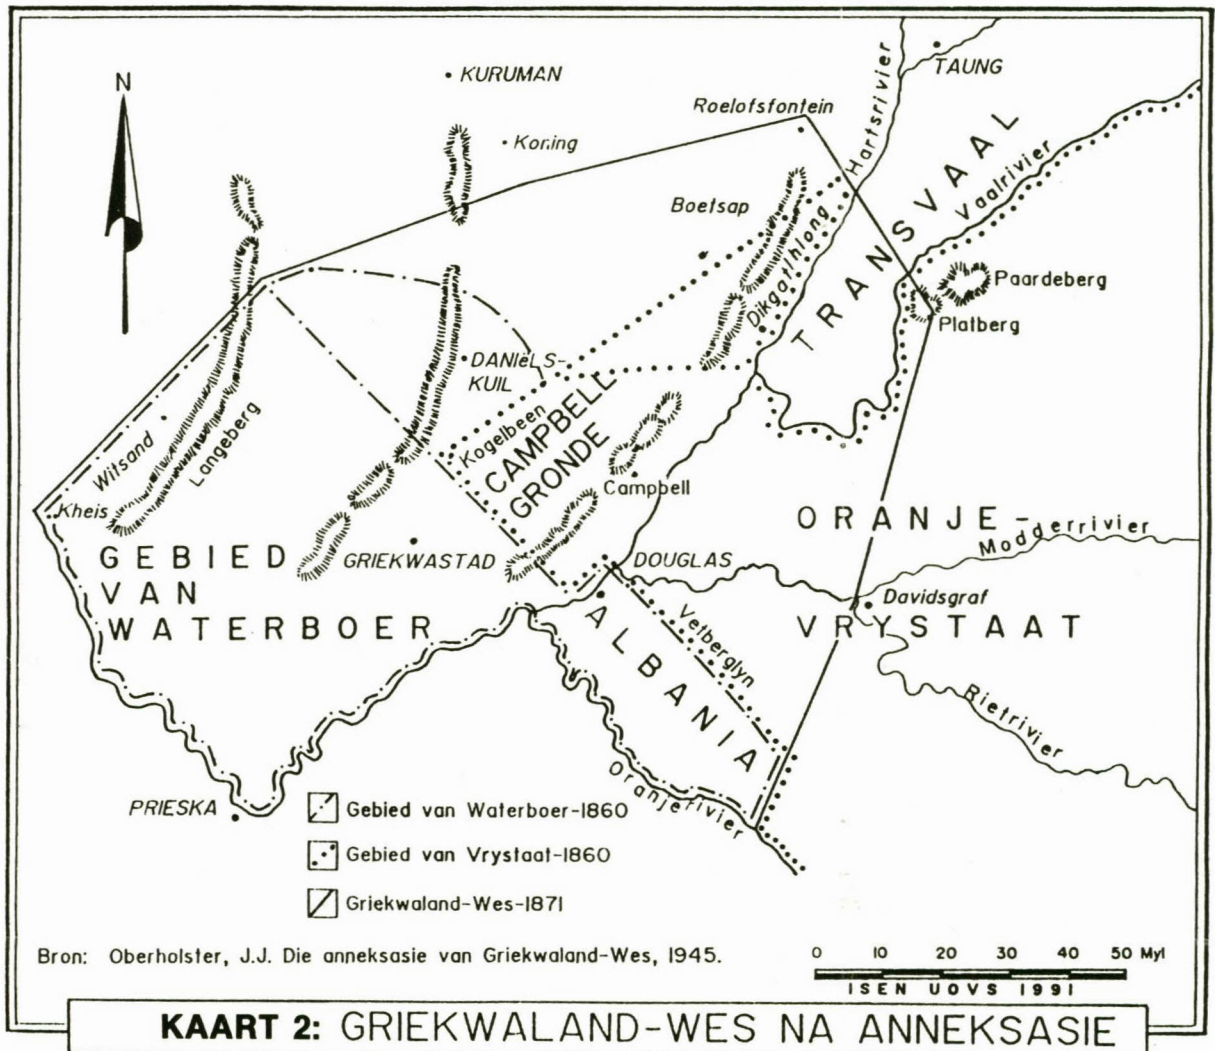 N
KURUMAN
Koning
Roelofsfontein
Hartsrivier
TAUNG
TRANSVAAL
Vaalrivier
Boetsap
Dikgatlhlong
Paardeberg
Platberg
DANIËLS-
KUIL
Kogelbeen
CAMPBELL
GRONDE
Campbell
Witsand
Langeberg
Kheis
GEBIED
VAN
WATERBOER
GRIEKWASTAD
DOUGLAS
ORANJE-
VRYSTAAT
Modderrivier
Davidsgraf
Rietrivier
Vetberglyn
ALBANIA
Oranjerivier
PRIESKA
Gebied van Waterboer-1860
Gebied van Vrystaat-1860
Griekwaland-Wes-1871
Bron: Oberholster, J.J. Die anneksasie van Griekwaland-Wes, 1945.
0 10 20 30 40 50 Myl
ISEN UOVS 1991
KAART 2: GRIEKWALAND-WES NA ANNEKSASIE